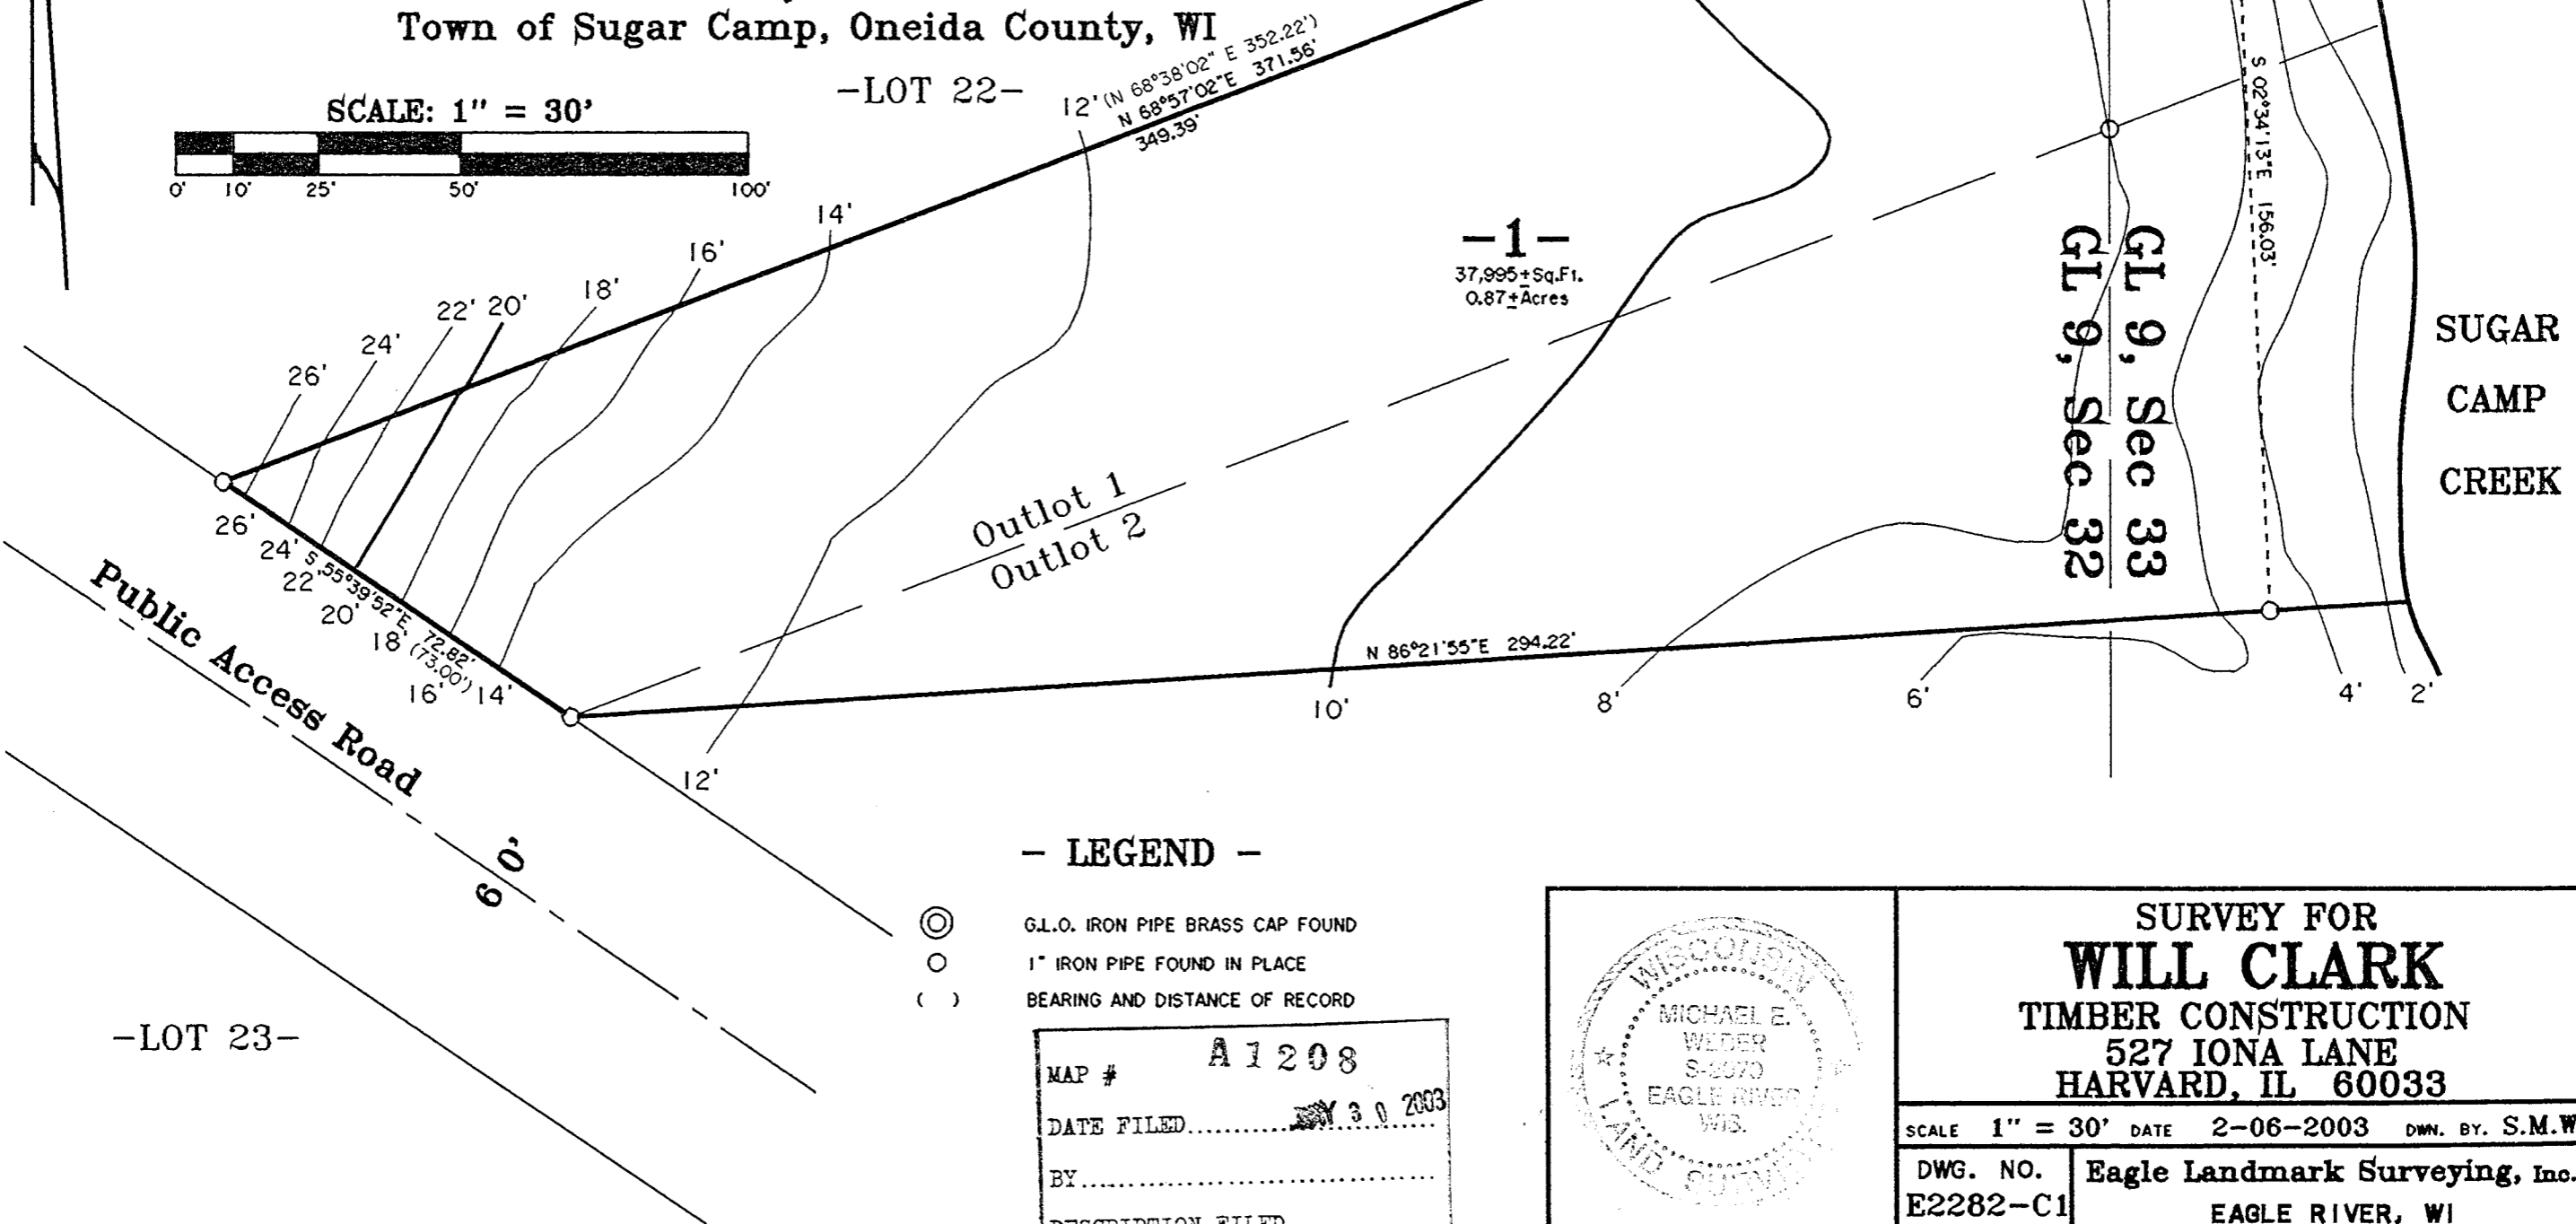 Town of Sugar Camp, Oneida County, WI
-LOT 22-
SCALE: 1" = 30'
0' 10' 25' 50' 100'
(N 68°38'02" E 352.22')
N 68°57'02"E 371.56'
349.39'
12'
14'
16'
18'
22' 20'
24'
26'
-1-
37,995±Sq.Ft.
0.87±Acres
S 02°34'13"E 156.03'
GL 9, Sec 33
GL 9, Sec 32
SUGAR
CAMP
CREEK
Outlot 1
Outlot 2
26'
24'
22'
20'
18'
16'
14'
S 55°39'52"E 72.82'
(73.00')
N 86°21'55"E 294.22'
12'
10'
8'
6'
4'
2'
Public Access Road
60'
-LOT 23-
- LEGEND -
G.L.O. IRON PIPE BRASS CAP FOUND
1" IRON PIPE FOUND IN PLACE
( ) BEARING AND DISTANCE OF RECORD
MAP # A1208
DATE FILED 30 2003
BY
DESCRIPTION FILED
WISCONSIN
MICHAEL E.
WEDER
EAGLE RIVER
WIS.
LAND
SURVEY FOR
WILL CLARK
TIMBER CONSTRUCTION
527 IONA LANE
HARVARD, IL 60033
SCALE 1" = 30' DATE 2-06-2003 DWN. BY. S.M.W
DWG. NO.
E2282-C1
Eagle Landmark Surveying, Inc.
EAGLE RIVER, WI